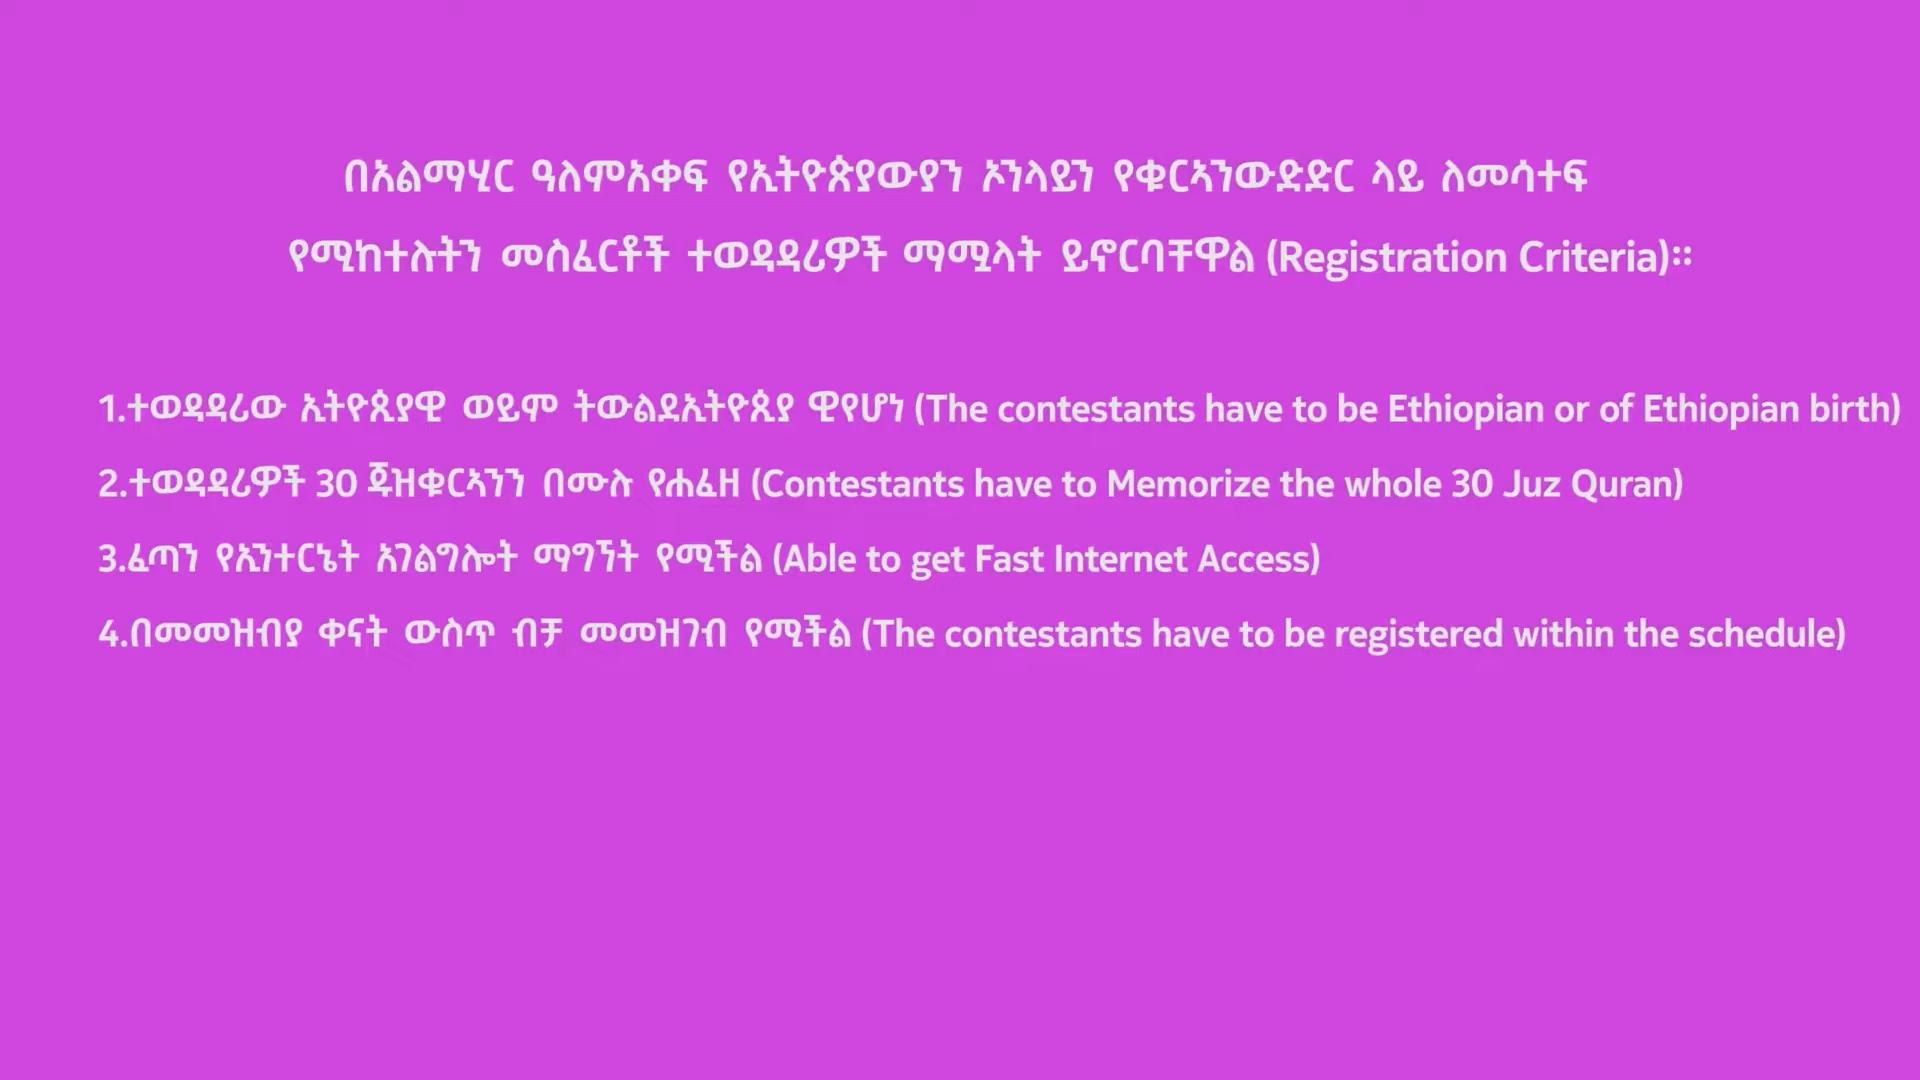 በአልማሂር ዓለምአቀፍ የኢትዮጵያውያን ኦንላይን የቁርኣንውድድር ላይ ለመሳተፍ
የሚከተሉትን መስፈርቶች ተወዳዳሪዎች ማሟላት ይኖርባቸዋል (Registration Criteria)።
1.ተወዳዳሪው ኢትዮጲያዊ ወይም ትውልደኢትዮጲያ ዊየሆነ (The contestants have to be Ethiopian or of Ethiopian birth)
2.ተወዳዳሪዎች 30 ጁዝቁርኣንን በሙሉ የሐፈዘ (Contestants have to Memorize the whole 30 Juz Quran)
3.ፈጣን የኢንተርኔት አገልግሎት ማግኘት የሚችል (Able to get Fast Internet Access)
4.በመመዝብያ ቀናት ውስጥ ብቻ መመዝገብ የሚችል (The contestants have to be registered within the schedule)